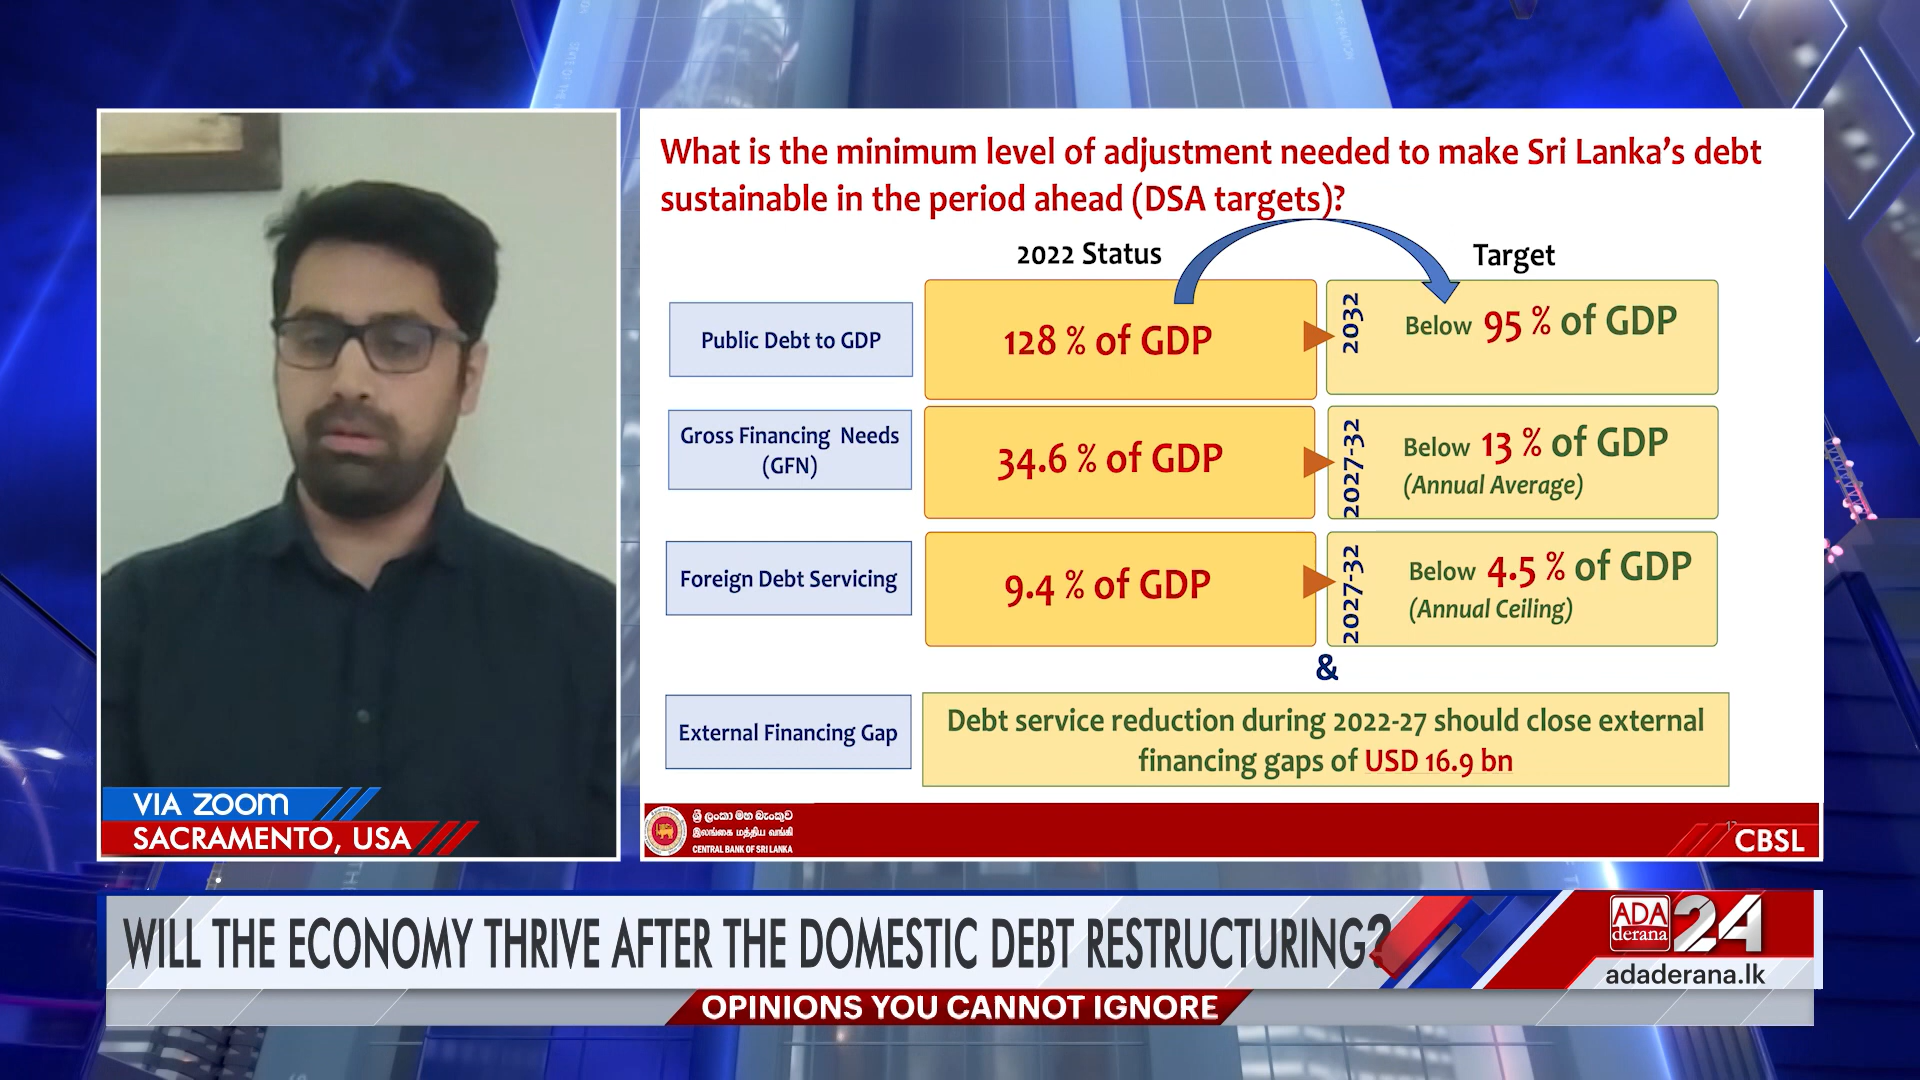 What is the minimum level of adjustment needed to make Sri Lanka's debt
sustainable in the period ahead (DSA targets)?
2022 Status
Target
Public Debt to GDP
128 % of GDP
2032
Below 95 % of GDP
Gross Financing Needs
(GFN)
34.6 % of GDP
2027-32
Below 13 % of GDP
(Annual Average)
Foreign Debt Servicing
9.4 % of GDP
2027-32
Below 4.5 % of GDP
(Annual Ceiling)
&
External Financing Gap
Debt service reduction during 2022-27 should close external
financing gaps of USD 16.9 bn
VIA zoom
SACRAMENTO, USA
ශ්‍රී ලංකා මහ බැංකුව
இலங்கை மத்திய வங்கி
CENTRAL BANK OF SRI LANKA
CBSL
WILL THE ECONOMY THRIVE AFTER THE DOMESTIC DEBT RESTRUCTURING?
ADA
derana
24
adaderana.lk
OPINIONS YOU CANNOT IGNORE